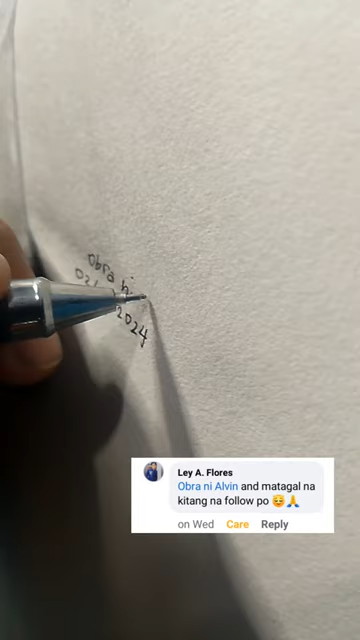 Obra ni
2024
Ley A. Flores
Obra ni Alvin and matagal na
kitang na follow po 😌🙏
on Wed Care Reply